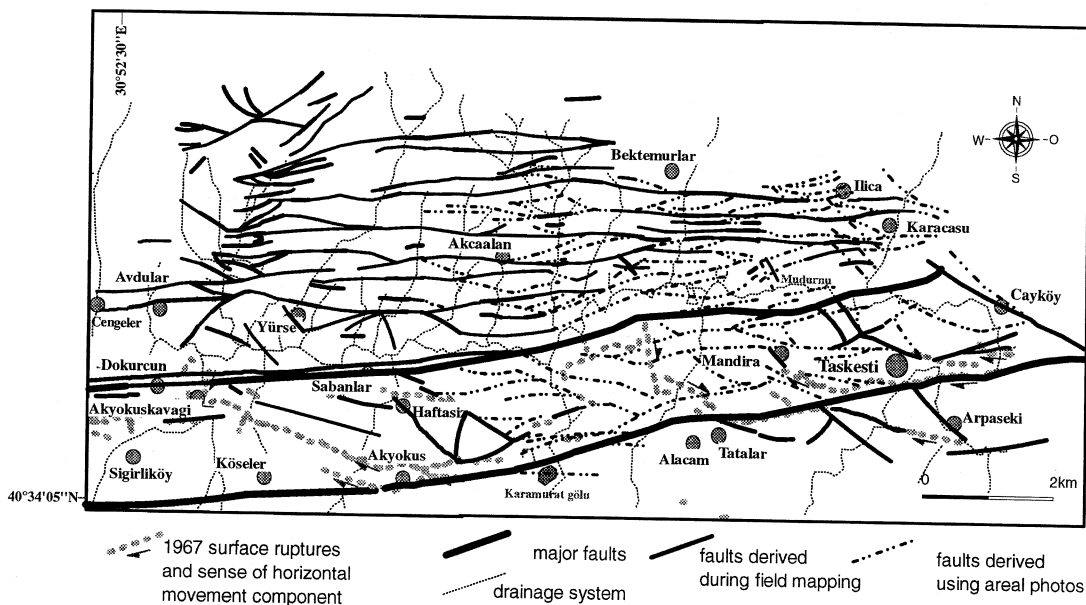 30°52'30"E
N
W
O
S
Bektemurlar
Ilica
Karacasu
Akcaalan
Mudurnu
Avdular
Cengeler
Yürse
Cayköy
Dokurcun
Mandira
Taskesti
Sabanlar
Akyokuskavagi
Haftasiz
Arpaseki
Sigirliköy
Köseler
Akyokus
Alacam
Tatalar
Karamurat gölu
40°34'05"N
0
2km
1967 surface ruptures
and sense of horizontal
movement component
major faults
drainage system
faults derived
during field mapping
faults derived
using areal photos